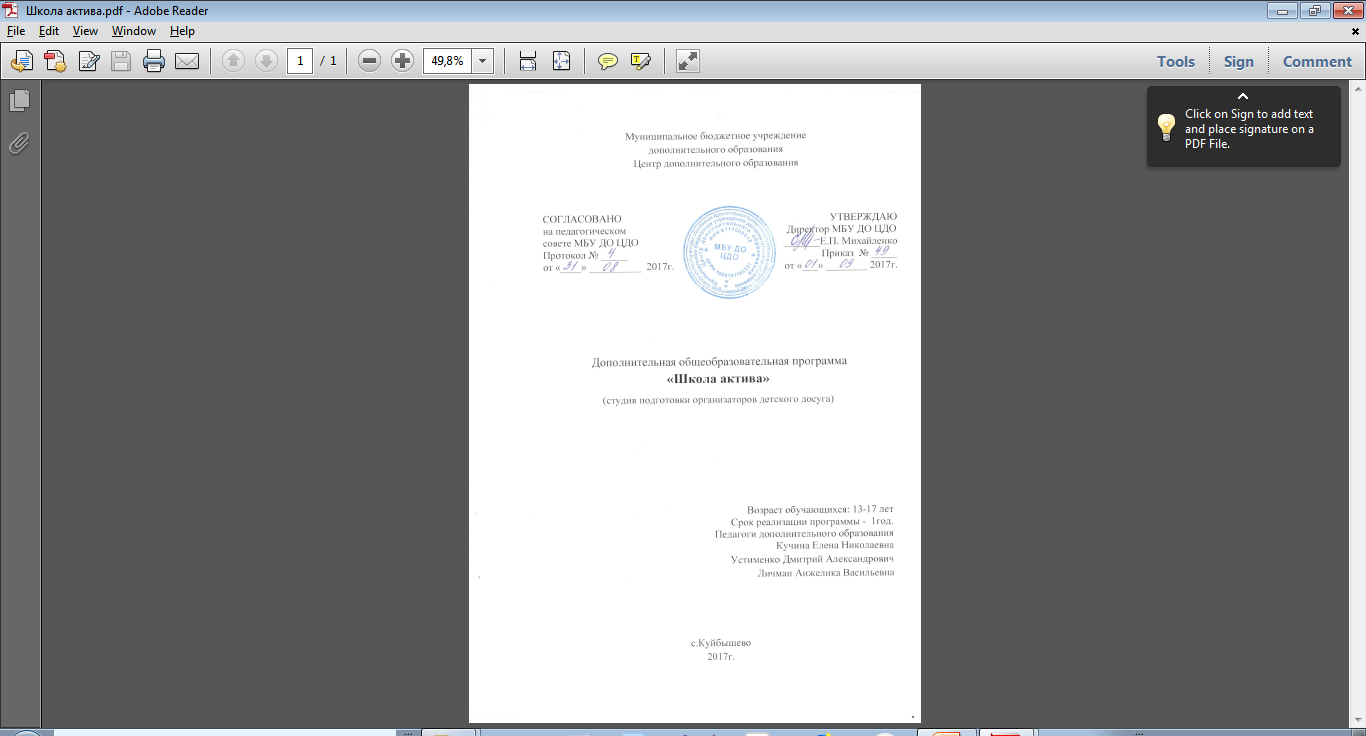 Школа актива.pdf - Adobe Reader
File Edit View Window Help
1 / 1 49,8% Tools Sign Comment
Click on Sign to add text
and place signature on a
PDF File.
Муниципальное бюджетное учреждение
дополнительного образования
Центр дополнительного образования
СОГЛАСОВАНО
на педагогическом
совете МБУ ДО ЦДО
Протокол № 4
от « 31 » 08 2017г.
МБУ ДО
ЦДО
УТВЕРЖДАЮ
Директор МБУ ДО ЦДО
Е.П. Михайленко
Приказ № 49
от « 01 » 09 2017г.
Дополнительная общеобразовательная программа
«Школа актива»
(студия подготовки организаторов детского досуга)
Возраст обучающихся: 13-17 лет
Срок реализации программы - 1год.
Педагоги дополнительного образования
Кучина Елена Николаевна
Устименко Дмитрий Александрович
Личман Анжелика Васильевна
с.Куйбышево
2017г.